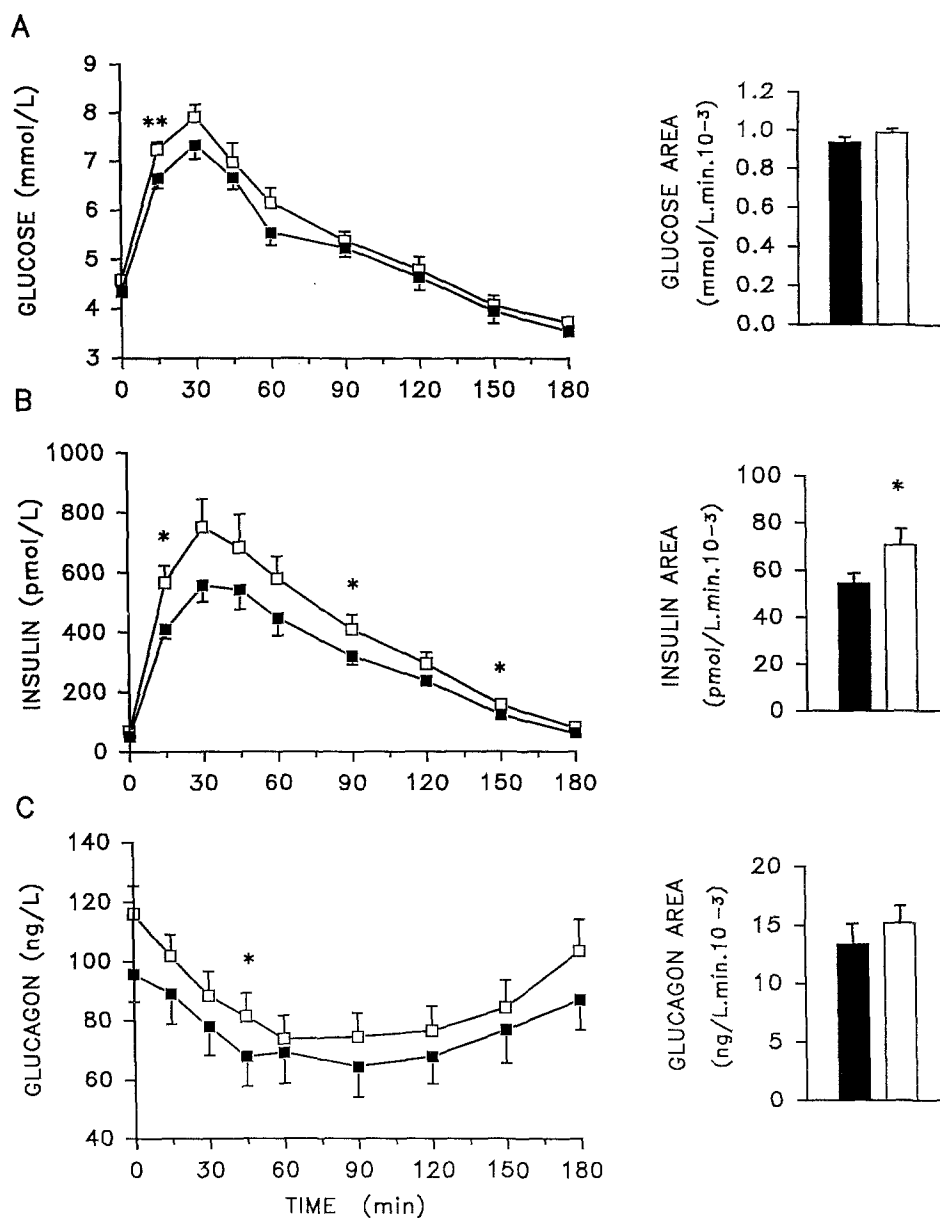 A
GLUCOSE (mmol/L)
9
8
7
6
5
4
3
**
0 30 60 90 120 150 180
GLUCOSE AREA
(mmol/L.min.10-3)
1.2
1.0
0.8
0.6
0.4
0.2
0.0
B
INSULIN (pmol/L)
1000
800
600
400
200
0
* * *
0 30 60 90 120 150 180
INSULIN AREA
(pmol/L.min.10-3)
100
80
60
40
20
0
*
C
GLUCAGON (ng/L)
140
120
100
80
60
40
*
0 30 60 90 120 150 180
TIME (min)
GLUCAGON AREA
(ng/L.min.10-3)
20
15
10
5
0